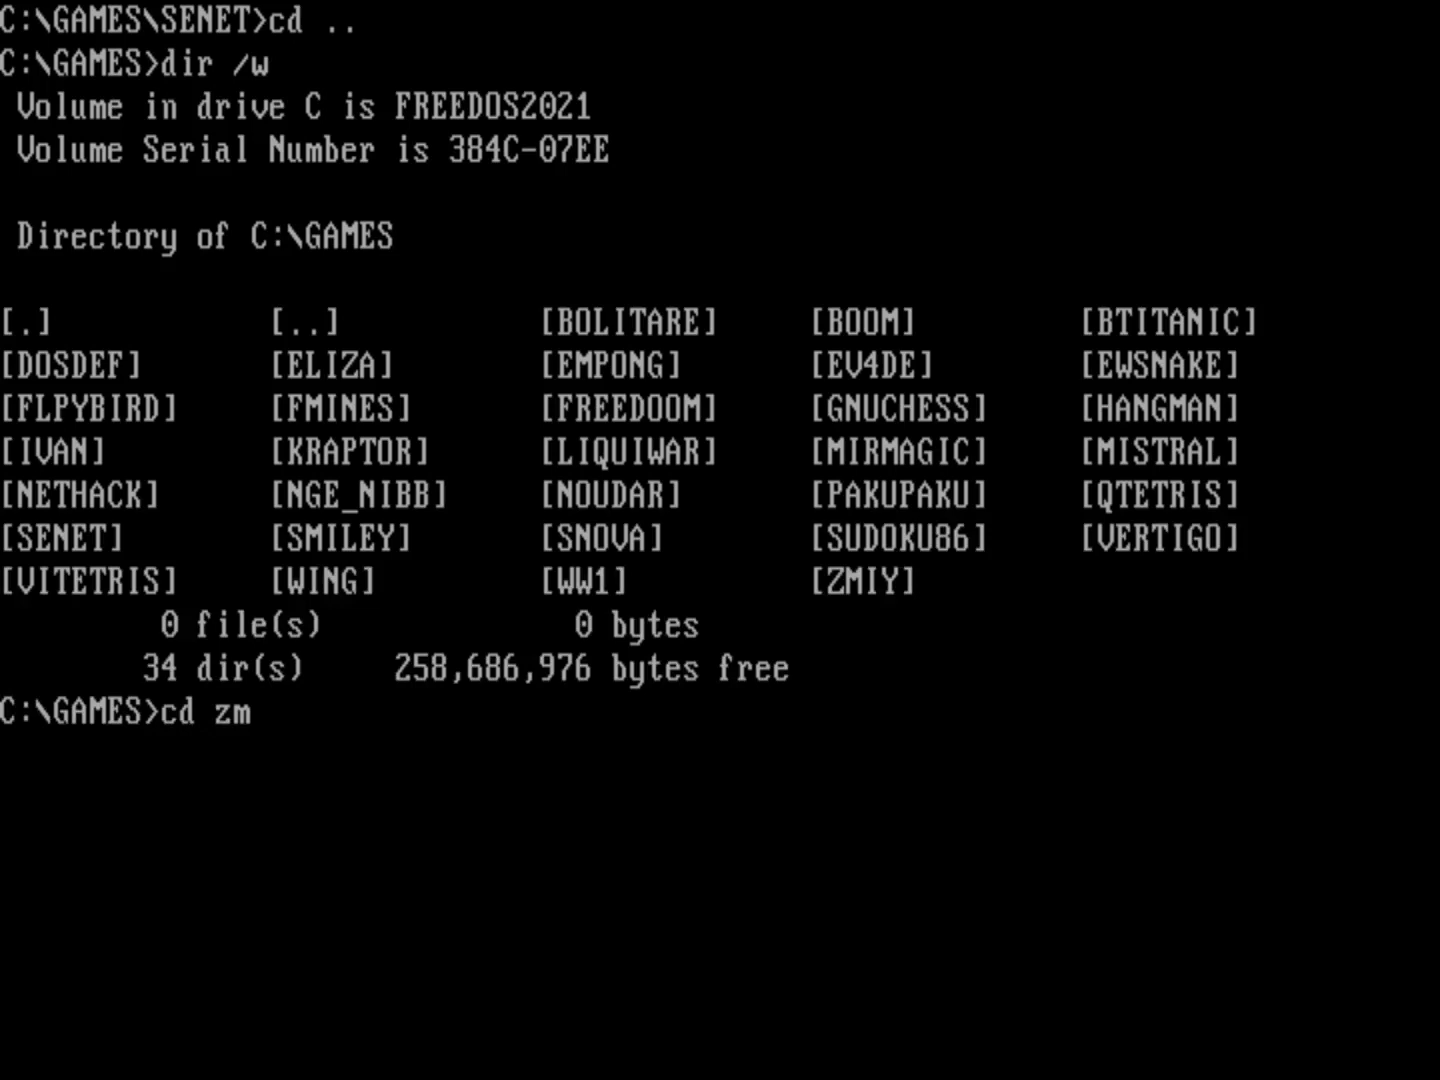 C:\GAMES\SENET>cd ..
C:\GAMES>dir /w
Volume in drive C is FREEDOS2021
Volume Serial Number is 384C-07EE
Directory of C:\GAMES
[.] [..] [BOLITARE] [BOOM] [BTITANIC]
[DOSDEF] [ELIZA] [EMPONG] [EV4DE] [EWSNAKE]
[FLPYBIRD] [FMINES] [FREEDOOM] [GNUCHESS] [HANGMAN]
[IVAN] [KRAPTOR] [LIQUIWAR] [MIRMAGIC] [MISTRAL]
[NETHACK] [NGE_NIBB] [NOUDAR] [PAKUPAKU] [QTETRIS]
[SENET] [SMILEY] [SNOVA] [SUDOKU86] [VERTIGO]
[VITETRIS] [WING] [WW1] [ZMIY]
0 file(s) 0 bytes
34 dir(s) 258,686,976 bytes free
C:\GAMES>cd zm